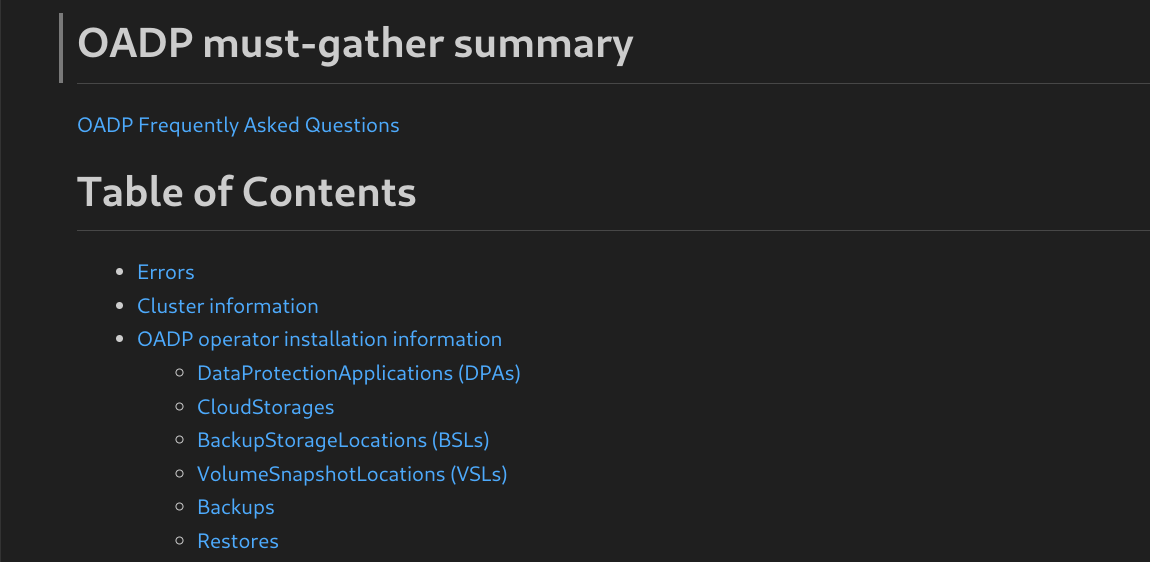 OADP must-gather summary
OADP Frequently Asked Questions
Table of Contents
Errors
Cluster information
OADP operator installation information
DataProtectionApplications (DPAs)
CloudStorages
BackupStorageLocations (BSLs)
VolumeSnapshotLocations (VSLs)
Backups
Restores